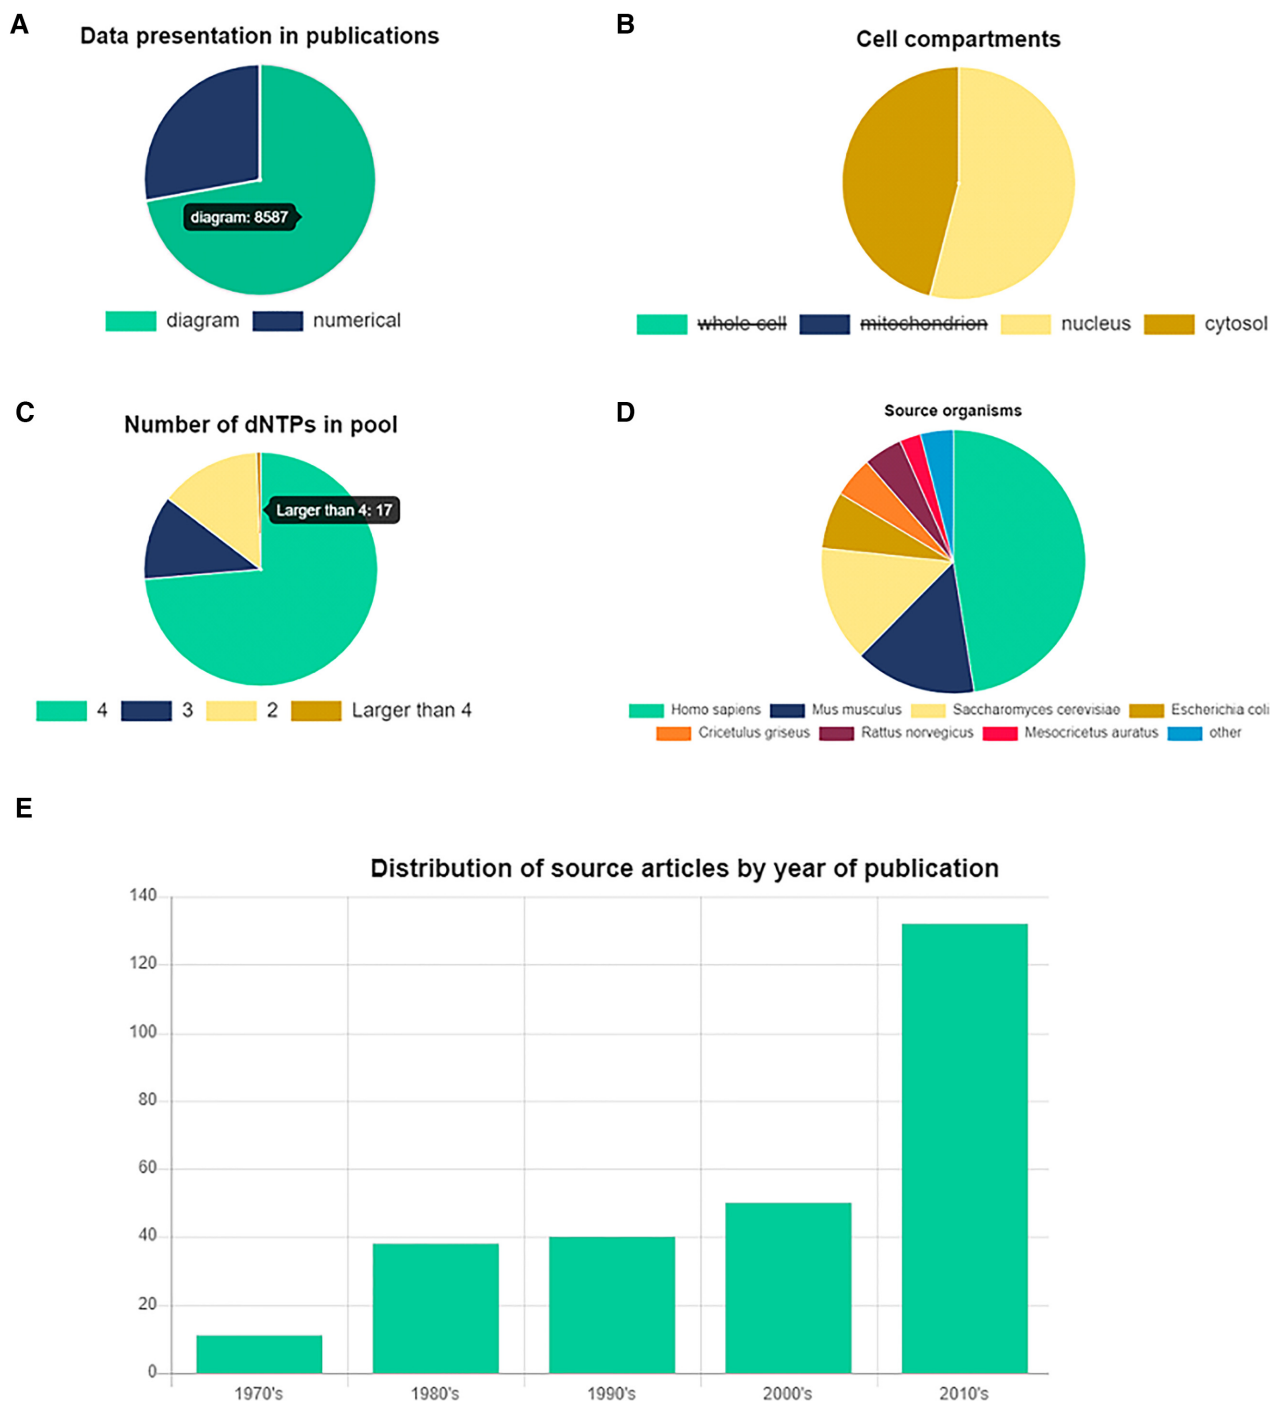 A
Data presentation in publications
diagram: 8587
diagram numerical
B
Cell compartments
whole cell mitochondrion nucleus cytosol
C
Number of dNTPs in pool
Larger than 4: 17
4 3 2 Larger than 4
D
Source organisms
Homo sapiens Mus musculus Saccharomyces cerevisiae Escherichia coli
Cricetulus griseus Rattus norvegicus Mesocricetus auratus other
E
Distribution of source articles by year of publication
140
120
100
80
60
40
20
0
1970's 1980's 1990's 2000's 2010's